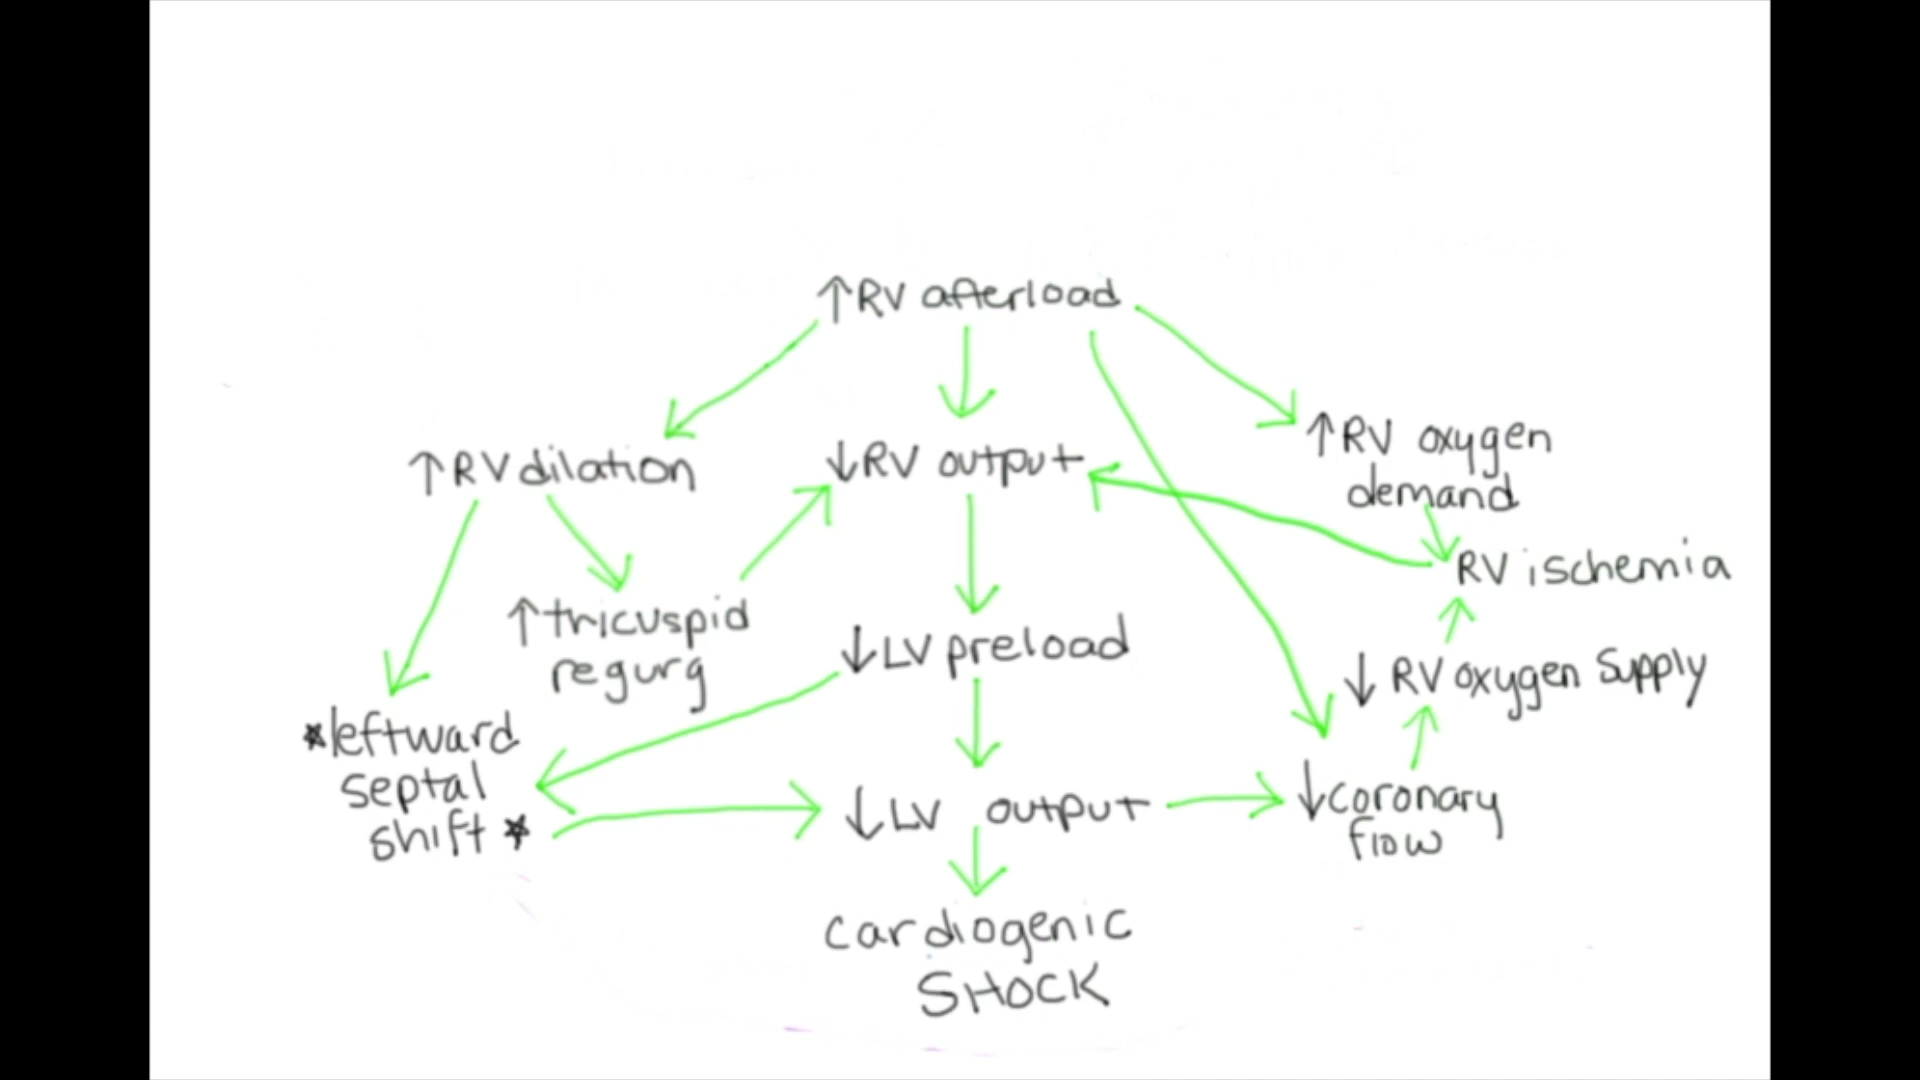 ↑RV afterload
↑RV dilation
↓RV output
↑RV oxygen
demand
RV ischemia
↑tricuspid
regurg
↓LV preload
↓ RV oxygen supply
*leftward
septal
shift*
↓LV output
↓coronary
flow
cardiogenic
SHOCK